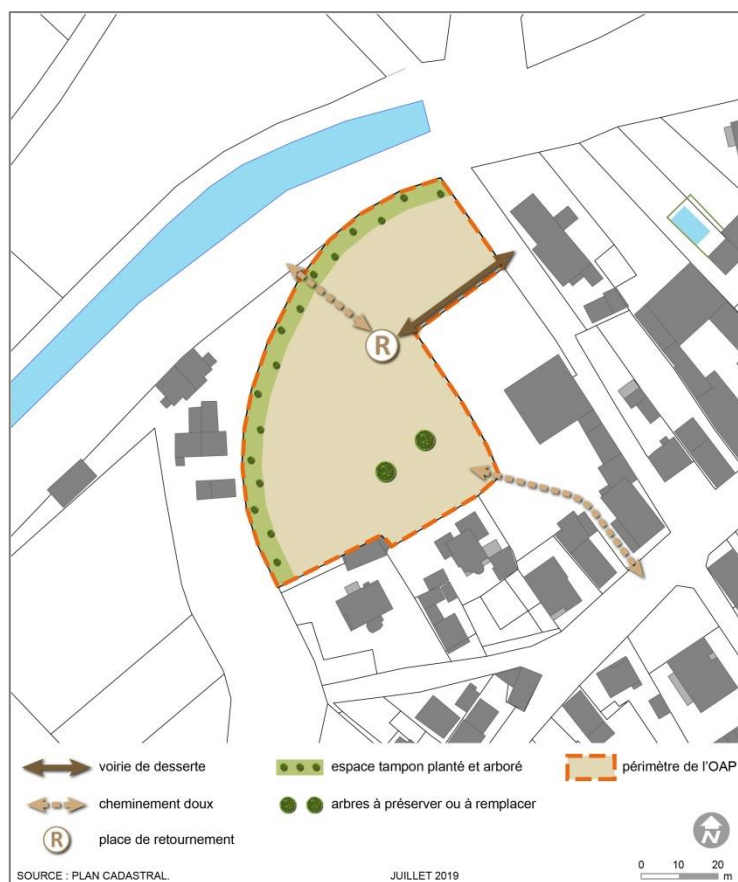 R
voirie de desserte
espace tampon planté et arboré
périmètre de l'OAP
cheminement doux
arbres à préserver ou à remplacer
R
place de retournement
N
0 10 20
m
SOURCE : PLAN CADASTRAL.
JUILLET 2019